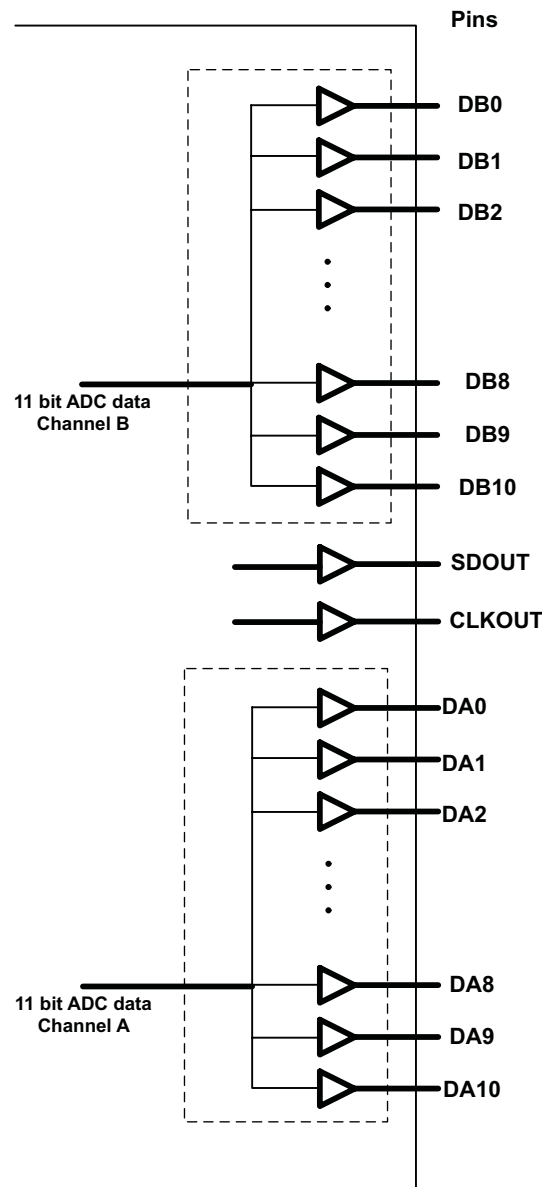 Pins
DB0
DB1
DB2
DB8
11 bit ADC data
Channel B
DB9
DB10
SDOUT
CLKOUT
DA0
DA1
DA2
DA8
11 bit ADC data
Channel A
DA9
DA10